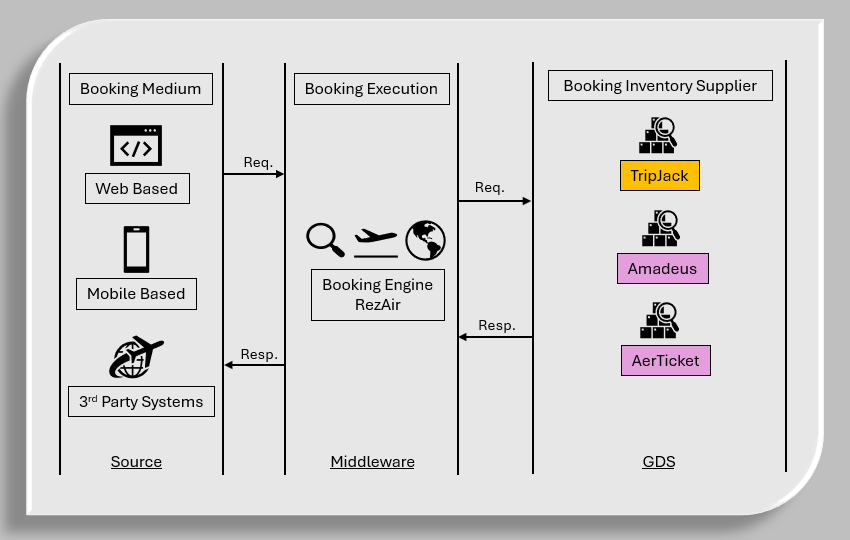 Booking Medium
Web Based
Mobile Based
3rd Party Systems
Source
Req.
Resp.
Booking Execution
Booking Engine
RezAir
Middleware
Req.
Resp.
Booking Inventory Supplier
TripJack
Amadeus
AerTicket
GDS